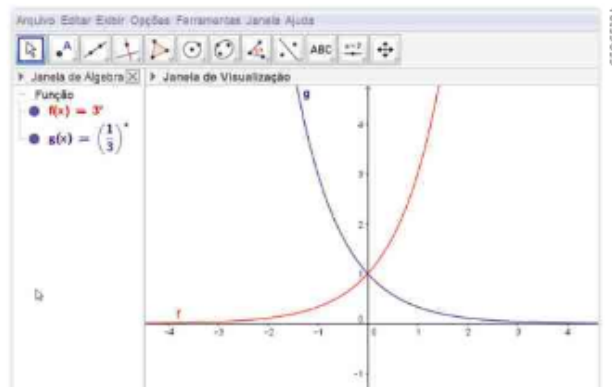 Arquivo Editar Exibir Opções Ferramentas Janela Ajuda
A ABC a=2
Janela de Álgebra Janela de Visualização
Função
f(x) = 3ˣ
g(x) = (1/3)ˣ
g
f
4
3
2
1
0
-1
-4 -3 -2 -1 0 1 2 3 4